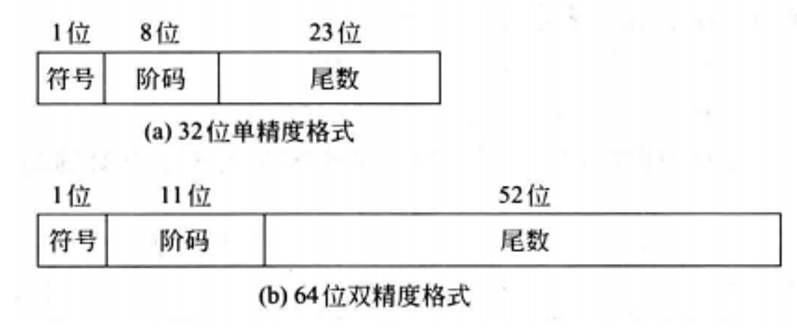 1位 8位 23位
符号 阶码 尾数
(a) 32位单精度格式
1位 11位 52位
符号 阶码 尾数
(b) 64位双精度格式